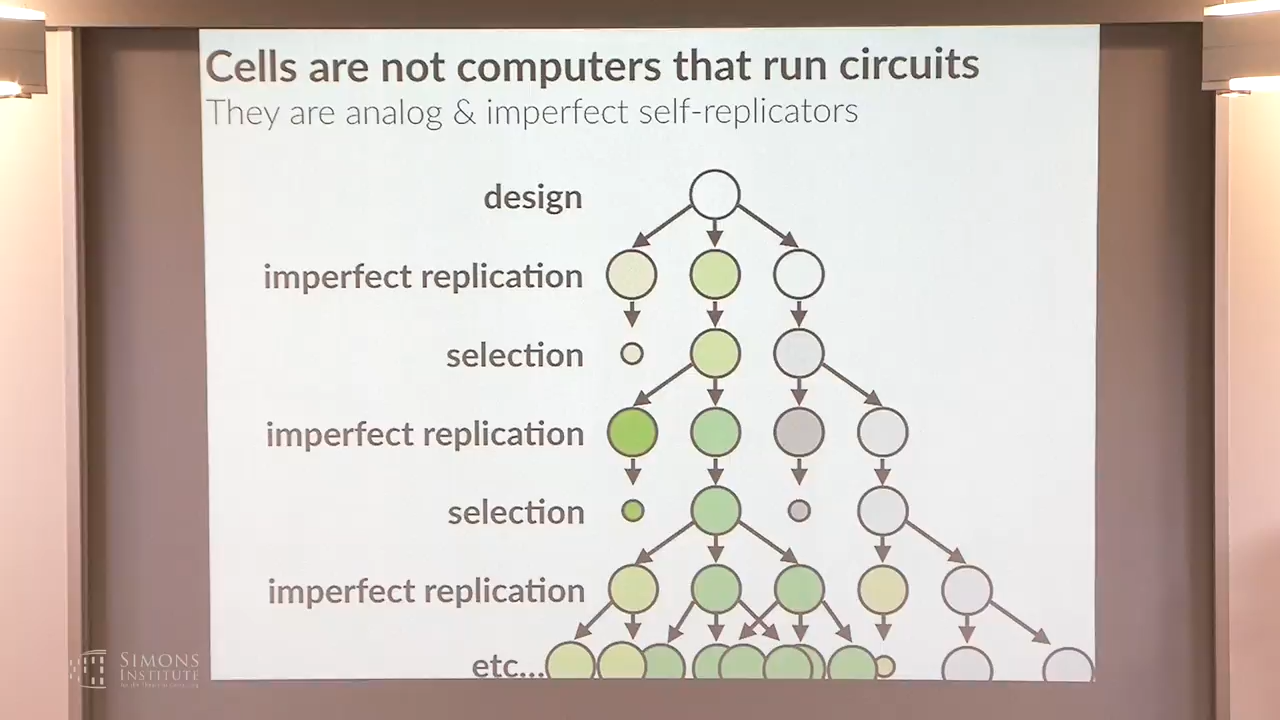 Cells are not computers that run circuits
They are analog & imperfect self-replicators
design
imperfect replication
selection
imperfect replication
selection
imperfect replication
etc...
SIMONS
INSTITUTE